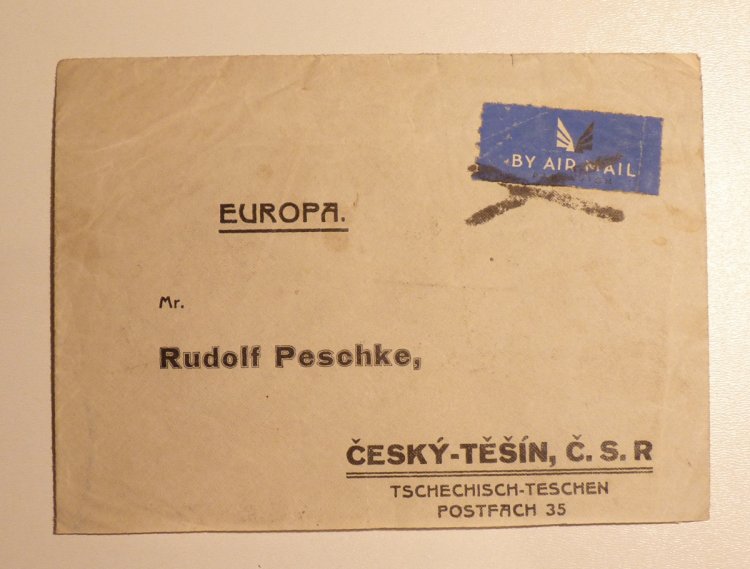 BY AIR MAIL
EUROPA.
Mr.
Rudolf Peschke,
ČESKÝ-TĚŠÍN, Č. S. R
TSCHECHISCH-TESCHEN
POSTFACH 35